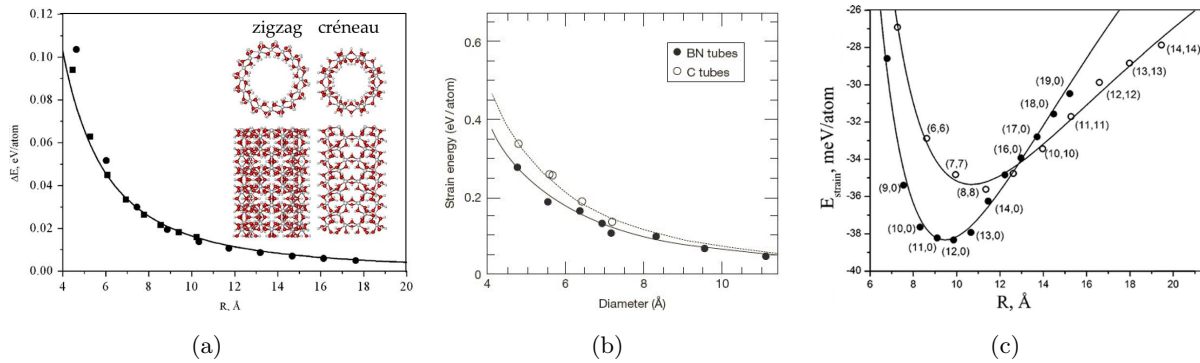 zigzag créneau
ΔE, eV/atom
0.12
0.10
0.08
0.06
0.04
0.02
0.00
4 6 8 10 12 14 16 18 20
R, Å
(a)
Strain energy (eV / atom)
0.6
0.4
0.2
0
BN tubes
C tubes
4 6 8 10
Diameter (Å)
(b)
E strain, meV/atom
-26
-28
-30
-32
-34
-36
-38
-40
(14,14)
(13,13)
(19,0)
(12,12)
(18,0)
(11,11)
(6,6)
(17,0)
(16,0)
(10,10)
(7,7)
(9,0)
(8,8)
(14,0)
(10,0)
(13,0)
(11,0)
(12,0)
6 8 10 12 14 16 18 20
R, Å
(c)